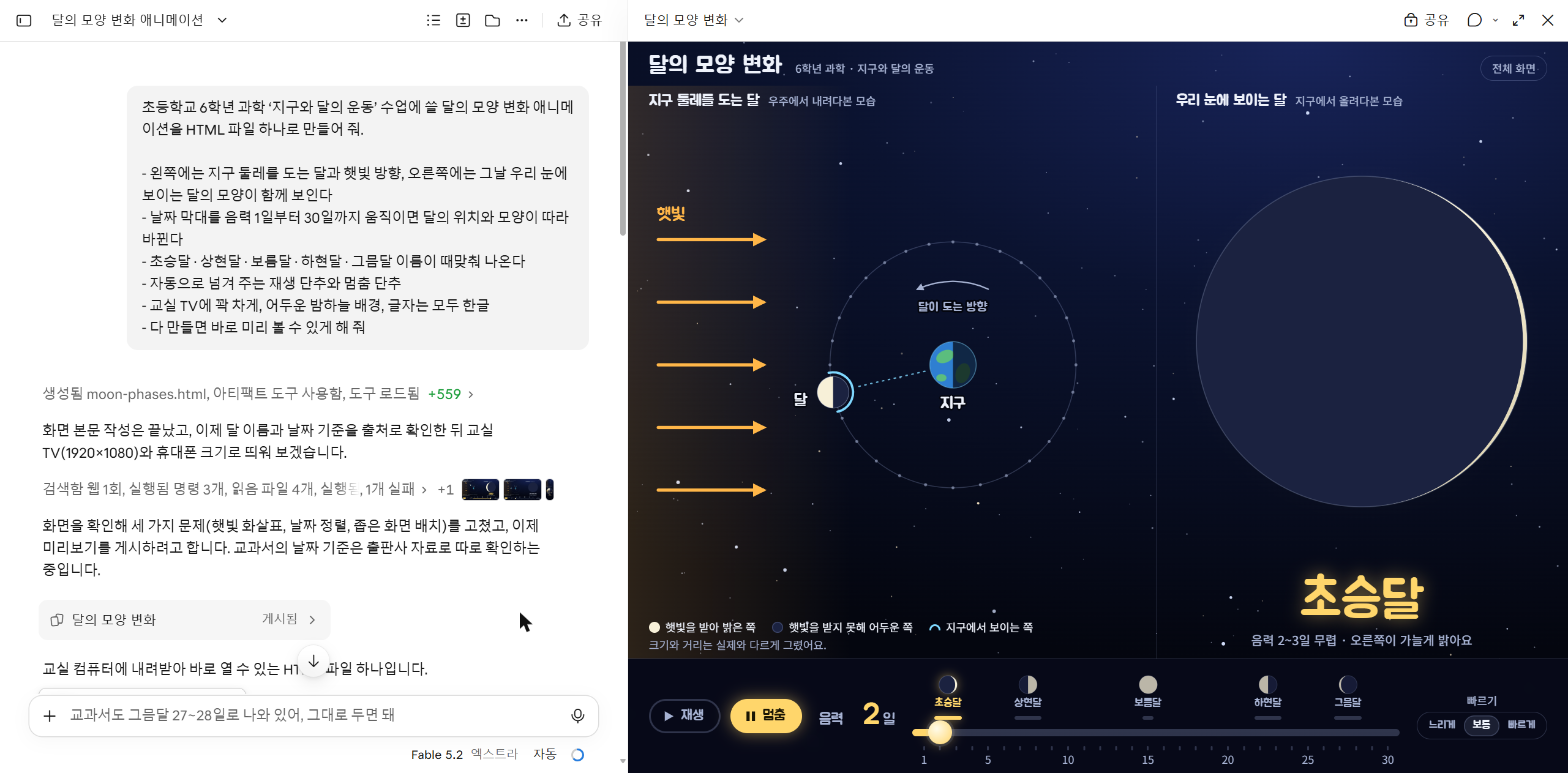 달의 모양 변화 애니메이션
공유
초등학교 6학년 과학 ‘지구와 달의 운동’ 수업에 쓸 달의 모양 변화 애니메
이션을 HTML 파일 하나로 만들어 줘.
- 왼쪽에는 지구 둘레를 도는 달과 햇빛 방향, 오른쪽에는 그날 우리 눈에
보이는 달의 모양이 함께 보인다
- 날짜 막대를 음력 1일부터 30일까지 움직이면 달의 위치와 모양이 따라
바뀐다
- 초승달 · 상현달 · 보름달 · 하현달 · 그믐달 이름이 때맞춰 나온다
- 자동으로 넘겨 주는 재생 단추와 멈춤 단추
- 교실 TV에 꽉 차게, 어두운 밤하늘 배경, 글자는 모두 한글
- 다 만들면 바로 미리 볼 수 있게 해 줘
생성됨 moon-phases.html, 아티팩트 도구 사용함, 도구 로드됨 +559
화면 본문 작성은 끝났고, 이제 달 이름과 날짜 기준을 출처로 확인한 뒤 교실
TV(1920×1080)와 휴대폰 크기로 띄워 보겠습니다.
검색함 웹 1회, 실행됨 명령 3개, 읽음 파일 4개, 실행됨, 1개 실패 +1
화면을 확인해 세 가지 문제(햇빛 화살표, 날짜 정렬, 좁은 화면 배치)를 고쳤고, 이제
미리보기를 게시하려고 합니다. 교과서의 날짜 기준은 출판사 자료로 따로 확인하는
중입니다.
달의 모양 변화 게시됨
교실 컴퓨터에 내려받아 바로 열 수 있는 파일 하나입니다.
교과서도 그믐달 27~28일로 나와 있어, 그대로 두면 돼
Fable 5.2 엑스트라 자동
달의 모양 변화
공유
달의 모양 변화 6학년 과학 · 지구와 달의 운동
전체 화면
지구 둘레를 도는 달 우주에서 내려다본 모습
햇빛
달이 도는 방향
달
지구
햇빛을 받아 밝은 쪽 햇빛을 받지 못해 어두운 쪽 지구에서 보이는 쪽
크기와 거리는 실제와 다르게 그렸어요.
우리 눈에 보이는 달 지구에서 올려다본 모습
초승달
음력 2~3일 무렵 · 오른쪽이 가늘게 밝아요
재생 멈춤 음력 2일
초승달 상현달 보름달 하현달 그믐달
1 5 10 15 20 25 30
빠르기
느리게 보통 빠르게